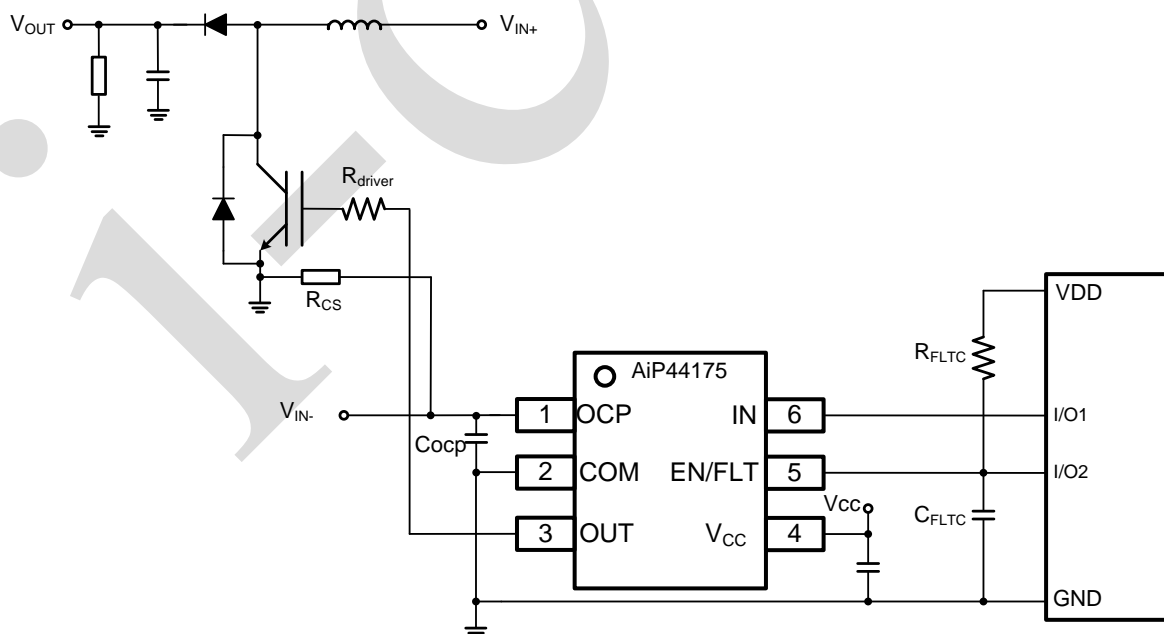 VOUT
VIN+
Rdriver
RCS
VDD
AiP44175
RFLTC
VIN-
1 OCP
IN 6
I/O1
Cocp
2 COM
EN/FLT 5
I/O2
Vcc
CFLTC
3 OUT
VCC 4
GND